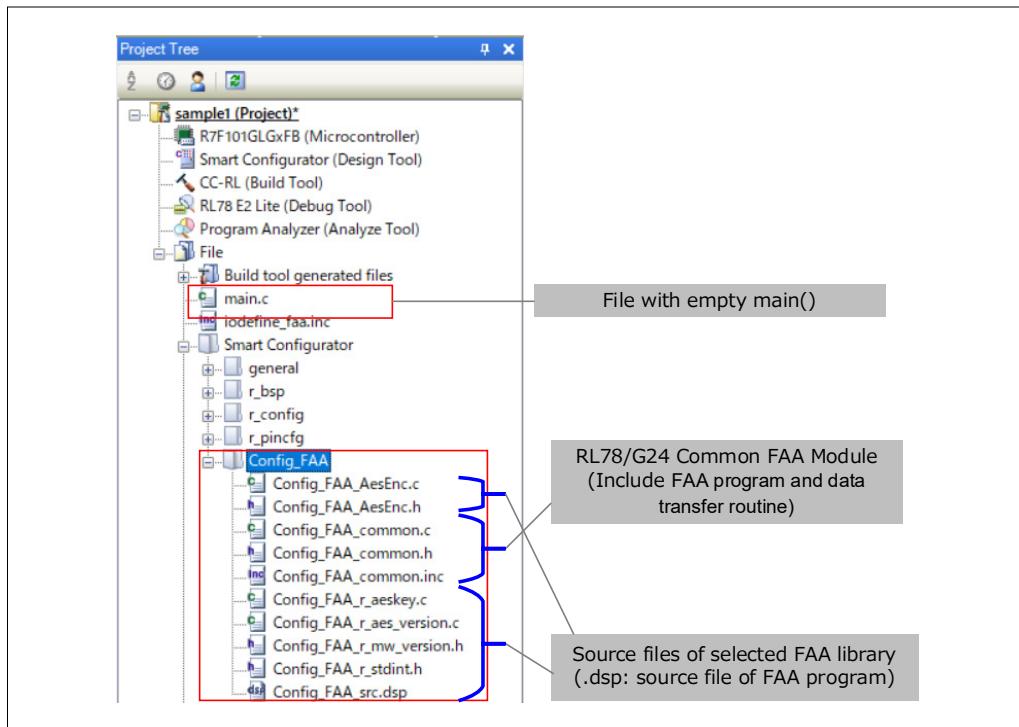 Project Tree
sample1 (Project)*
R7F101GLGxFB (Microcontroller)
Smart Configurator (Design Tool)
CC-RL (Build Tool)
RL78 E2 Lite (Debug Tool)
Program Analyzer (Analyze Tool)
File
Build tool generated files
main.c
iodefine_faa.inc
Smart Configurator
general
r_bsp
r_config
r_pincfg
Config_FAA
Config_FAA_AesEnc.c
Config_FAA_AesEnc.h
Config_FAA_common.c
Config_FAA_common.h
Config_FAA_common.inc
Config_FAA_r_aeskey.c
Config_FAA_r_aes_version.c
Config_FAA_r_mw_version.h
Config_FAA_r_stdint.h
Config_FAA_src.dsp
File with empty main()
RL78/G24 Common FAA Module
(Include FAA program and data
transfer routine)
Source files of selected FAA library
(.dsp: source file of FAA program)